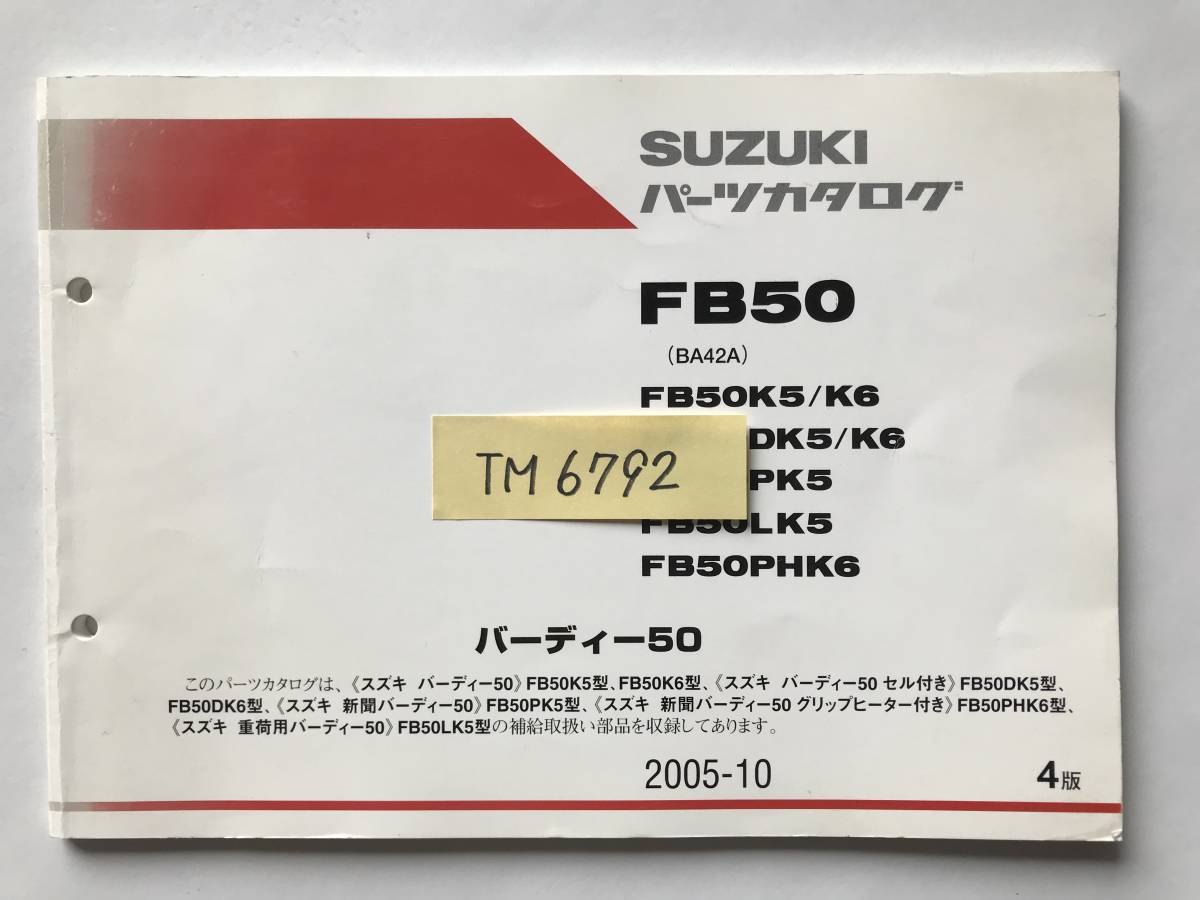 SUZUKI
パーツカタログ
FB50
(BA42A)
FB50K5/K6
DK5/K6
TM6792
PK5
FB50LK5
FB50PHK6
バーディー50
このパーツカタログは、《スズキ バーディー50》FB50K5型、FB50K6型、《スズキ バーディー50 セル付き》FB50DK5型、
FB50DK6型、《スズキ 新聞バーディー50》FB50PK5型、《スズキ 新聞バーディー50 グリップヒーター付き》FB50PHK6型、
《スズキ 重荷用バーディー50》FB50LK5型の補給取扱い部品を収録してあります。
2005-10
4版